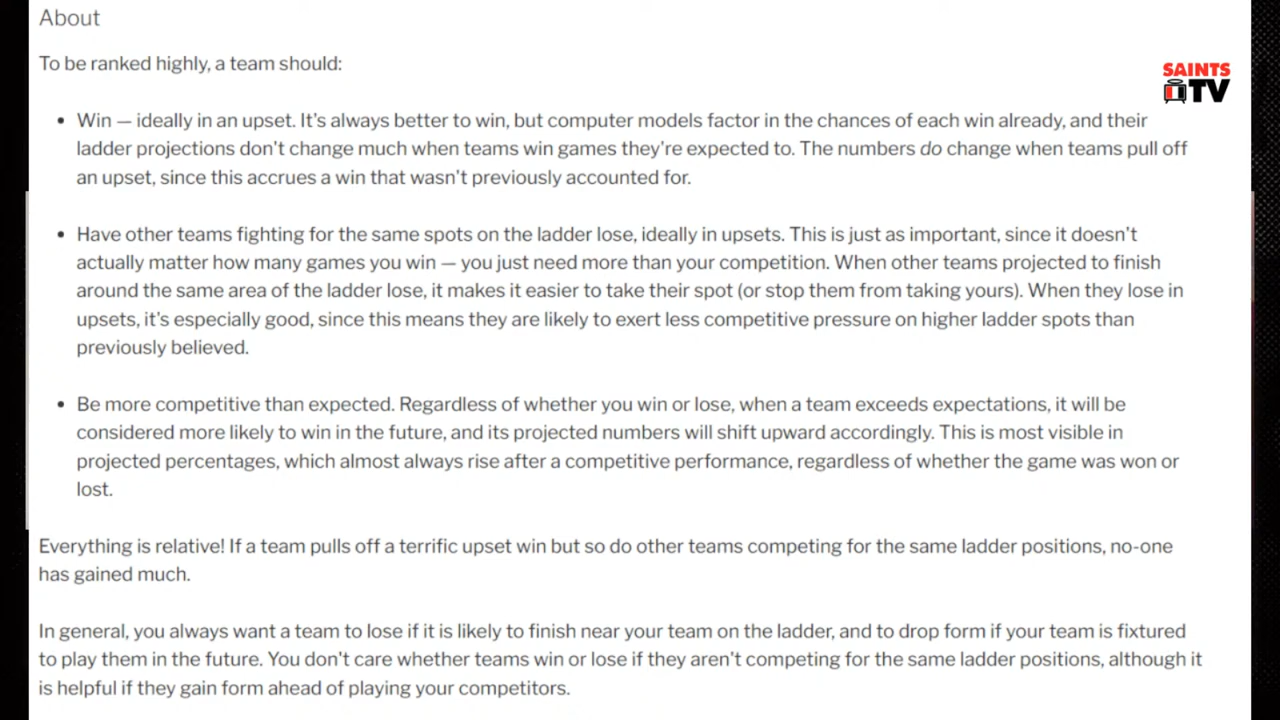 About
To be ranked highly, a team should:
SAINTS
TV
• Win — ideally in an upset. It's always better to win, but computer models factor in the chances of each win already, and their
ladder projections don't change much when teams win games they're expected to. The numbers do change when teams pull off
an upset, since this accrues a win that wasn't previously accounted for.
• Have other teams fighting for the same spots on the ladder lose, ideally in upsets. This is just as important, since it doesn't
actually matter how many games you win — you just need more than your competition. When other teams projected to finish
around the same area of the ladder lose, it makes it easier to take their spot (or stop them from taking yours). When they lose in
upsets, it's especially good, since this means they are likely to exert less competitive pressure on higher ladder spots than
previously believed.
• Be more competitive than expected. Regardless of whether you win or lose, when a team exceeds expectations, it will be
considered more likely to win in the future, and its projected numbers will shift upward accordingly. This is most visible in
projected percentages, which almost always rise after a competitive performance, regardless of whether the game was won or
lost.
Everything is relative! If a team pulls off a terrific upset win but so do other teams competing for the same ladder positions, no-one
has gained much.
In general, you always want a team to lose if it is likely to finish near your team on the ladder, and to drop form if your team is fixtured
to play them in the future. You don't care whether teams win or lose if they aren't competing for the same ladder positions, although it
is helpful if they gain form ahead of playing your competitors.